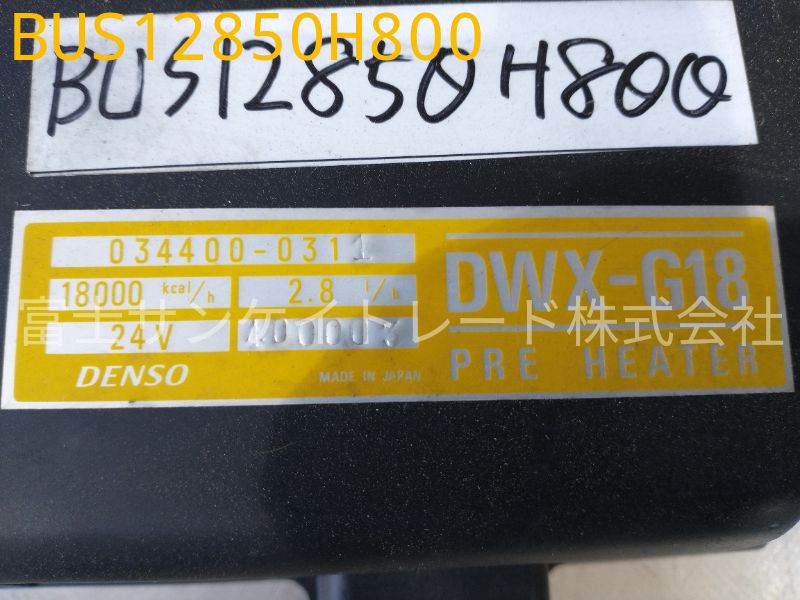 BUS12850H800
BUS12850H800
034400-0311
DWX-G18
18000 kcal/h
2.8 l/h
富士サンケイトレード株式会社
24V
PRE HEATER
DENSO
MADE IN JAPAN